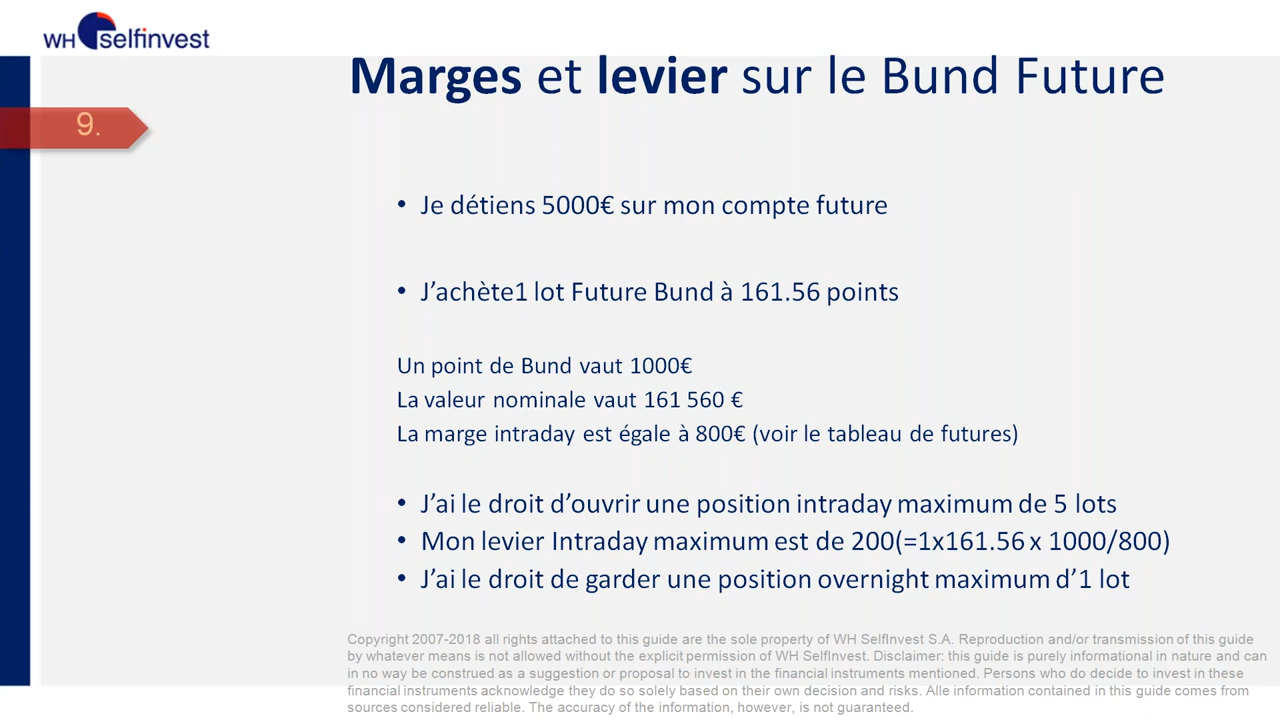 WH selfinvest
Marges et levier sur le Bund Future
9.
• Je détiens 5000€ sur mon compte future
• J’achète1 lot Future Bund à 161.56 points
Un point de Bund vaut 1000€
La valeur nominale vaut 161 560 €
La marge intraday est égale à 800€ (voir le tableau de futures)
• J’ai le droit d’ouvrir une position intraday maximum de 5 lots
• Mon levier Intraday maximum est de 200(=1x161.56 x 1000/800)
• J’ai le droit de garder une position overnight maximum d’1 lot
Copyright 2007-2018 all rights attached to this guide are the sole property of WH SelfInvest S.A. Reproduction and/or transmission of this guide
by whatever means is not allowed without the explicit permission of WH SelfInvest. Disclaimer: this guide is purely informational in nature and can
in no way be construed as a suggestion or proposal to invest in the financial instruments mentioned. Persons who do decide to invest in these
financial instruments acknowledge they do so solely based on their own decision and risks. Alle information contained in this guide comes from
sources considered reliable. The accuracy of the information, however, is not guaranteed.